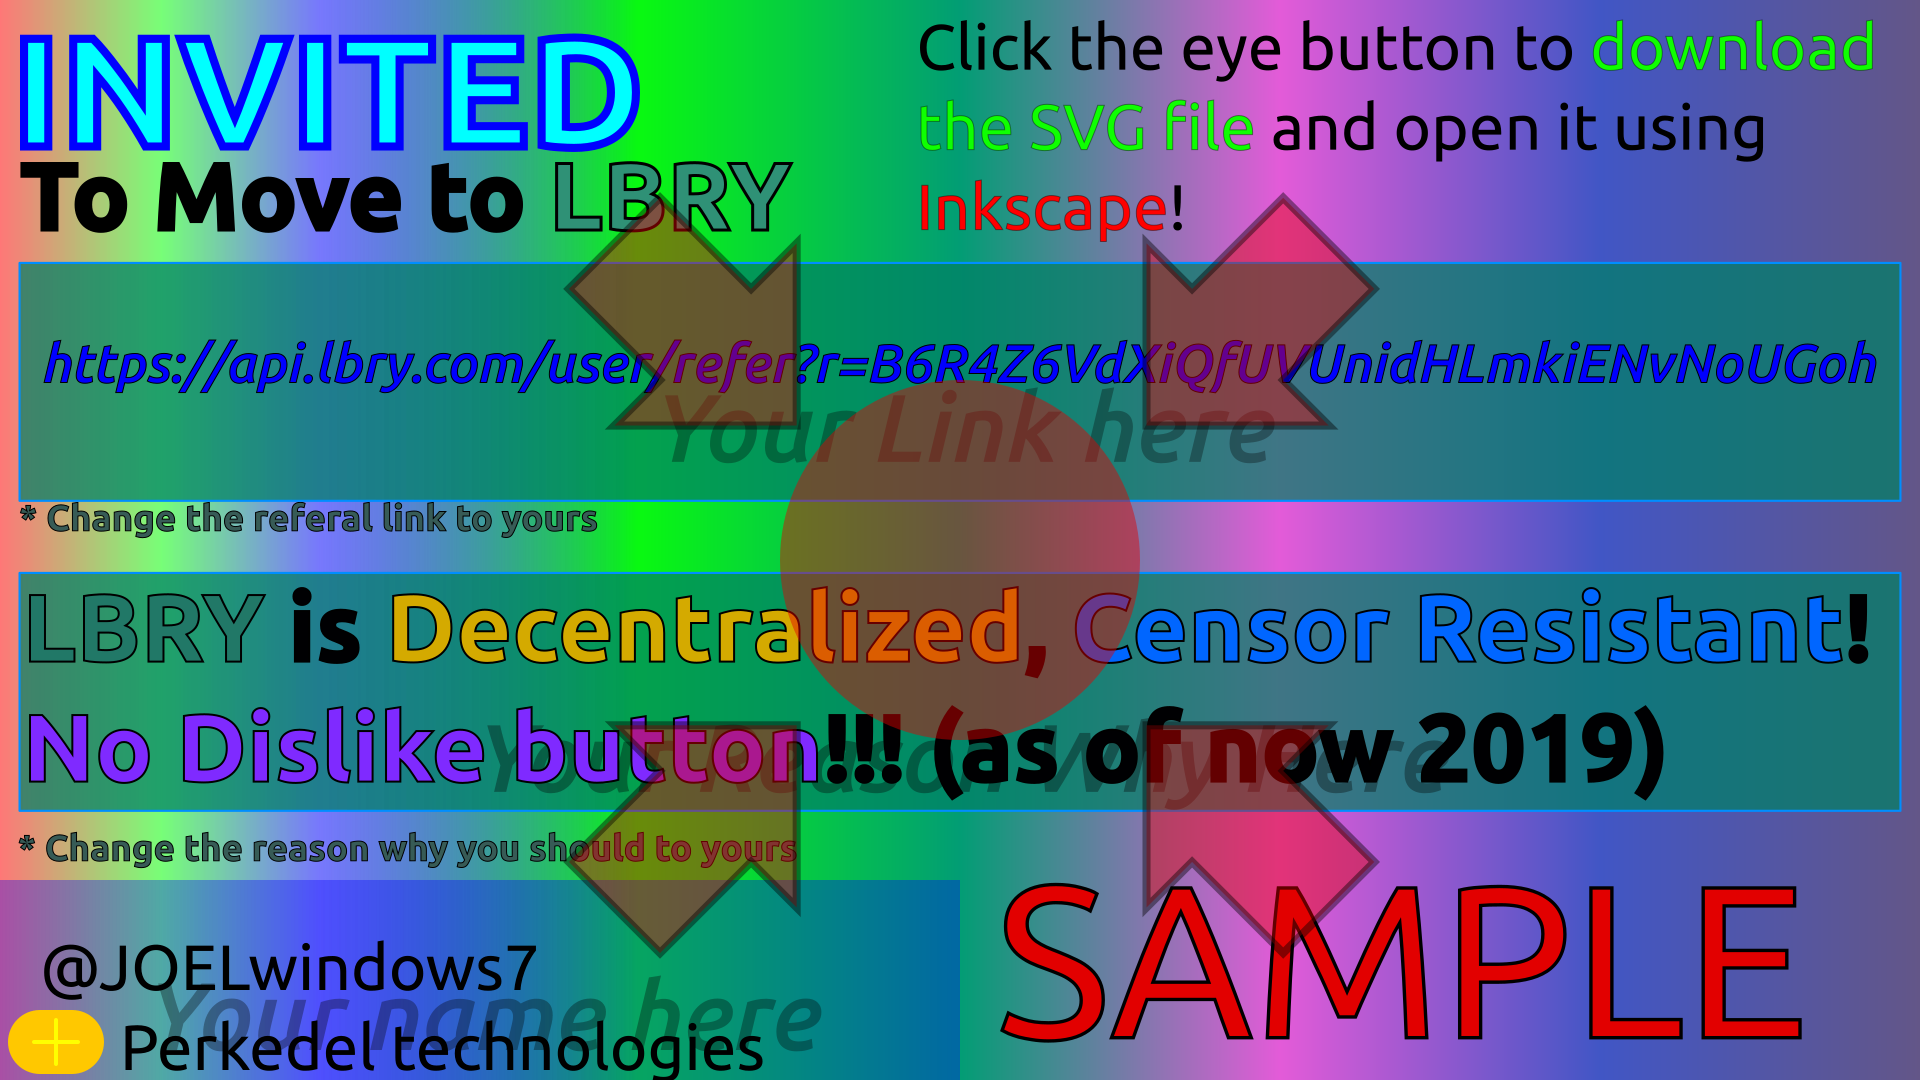 INVITED
To Move to LBRY
Click the eye button to download
the SVG file and open it using
Inkscape!
https://api.lbry.com/user/refer?r=B6R4Z6VdXiQfUVUnidHLmkiENvNoUGoh
Your Link here
* Change the referal link to yours
LBRY is Decentralized, Censor Resistant!
No Dislike button!!! (as of now 2019)
Your Reason Why Here
* Change the reason why you should to yours
@JOELwindows7
Your name here
Perkedel technologies
SAMPLE